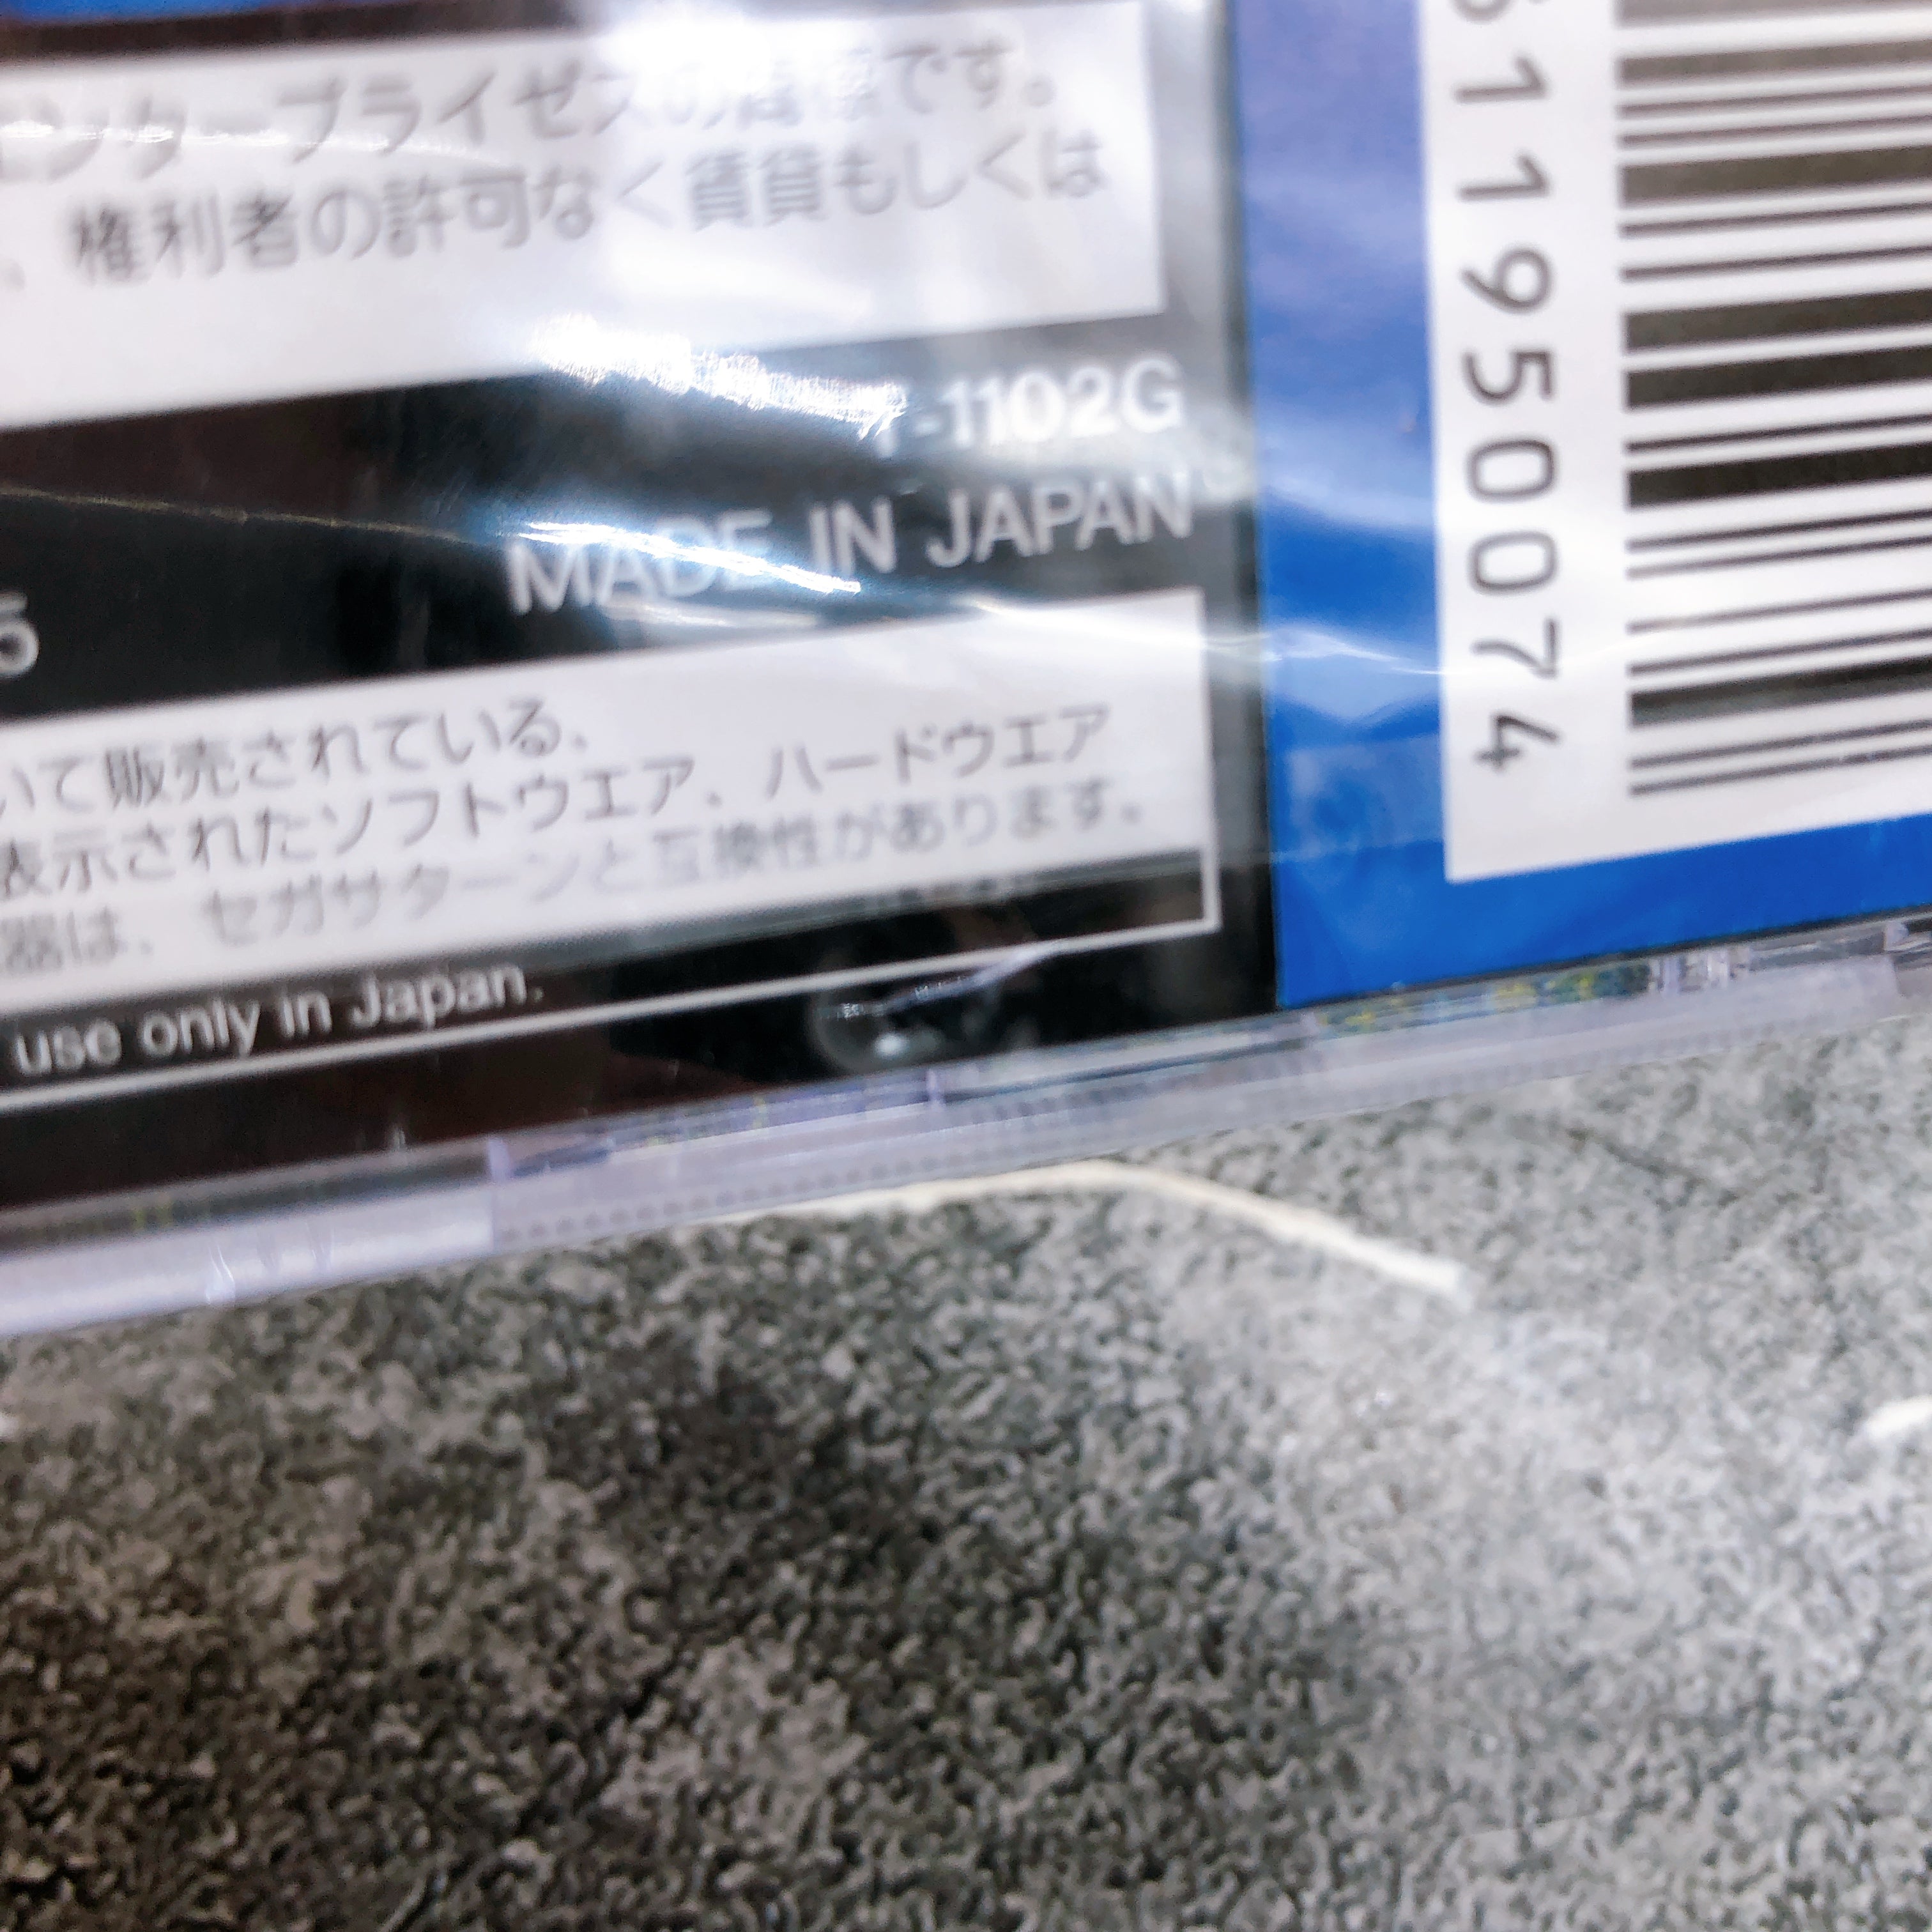 ンタープライゼスの商標です。
、権利者の許可なく賃貸もしくは
T-1102G
MADE IN JAPAN
5
いて販売されている、
表示されたソフトウエア、ハードウエア
器は、セガサターンと互換性があります。
use only in Japan.
11950074